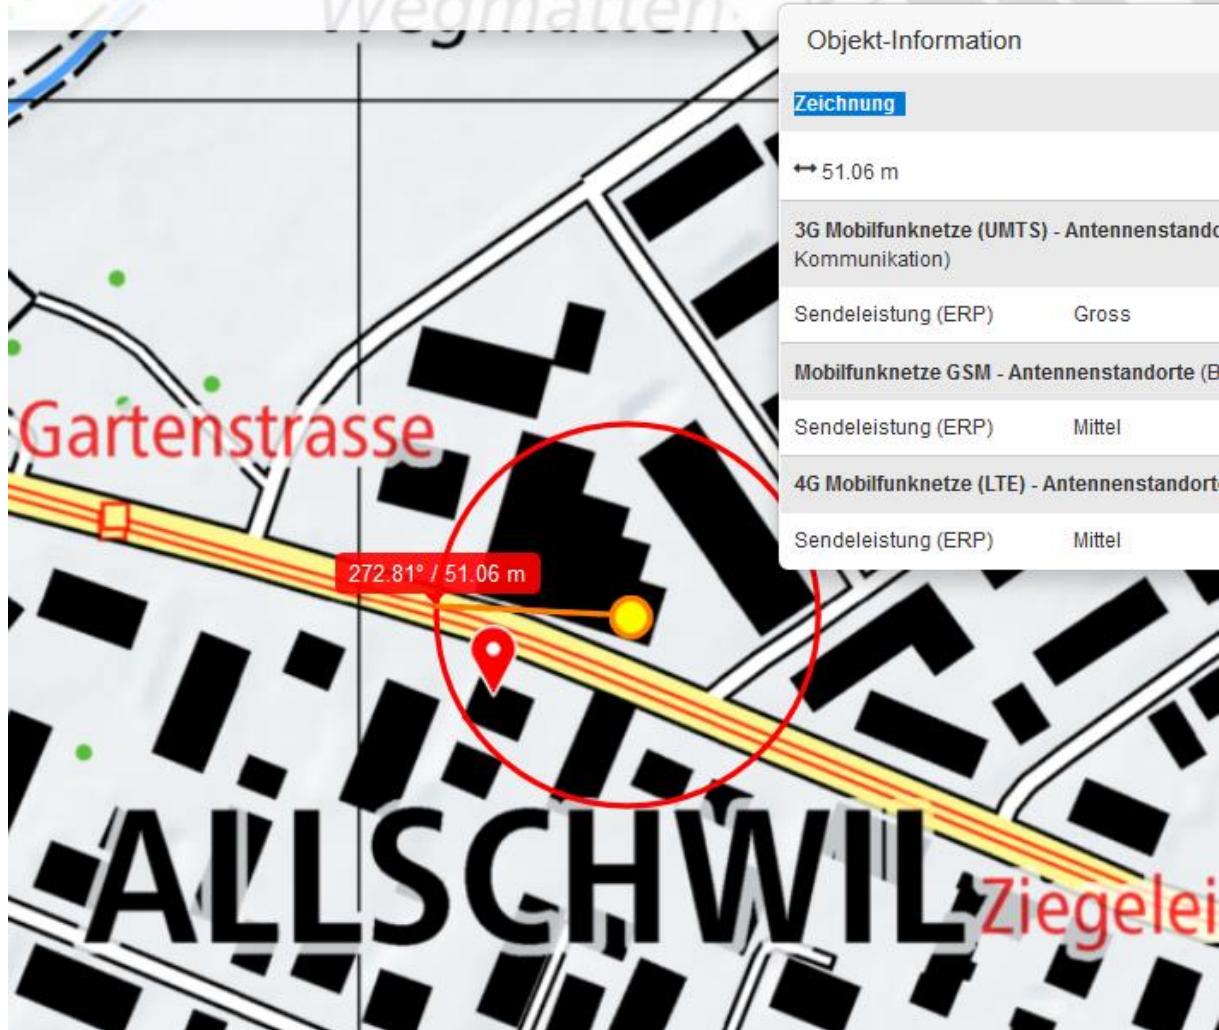 Wegmatten
Objekt-Information
Zeichnung
↔ 51.06 m
3G Mobilfunknetze (UMTS) - Antennenstando
Kommunikation)
Sendeleistung (ERP) Gross
Mobilfunknetze GSM - Antennenstandorte (B
Sendeleistung (ERP) Mittel
4G Mobilfunknetze (LTE) - Antennenstandort
Sendeleistung (ERP) Mittel
Gartenstrasse
272.81° / 51.06 m
ALLSCHWIL
Ziegelei